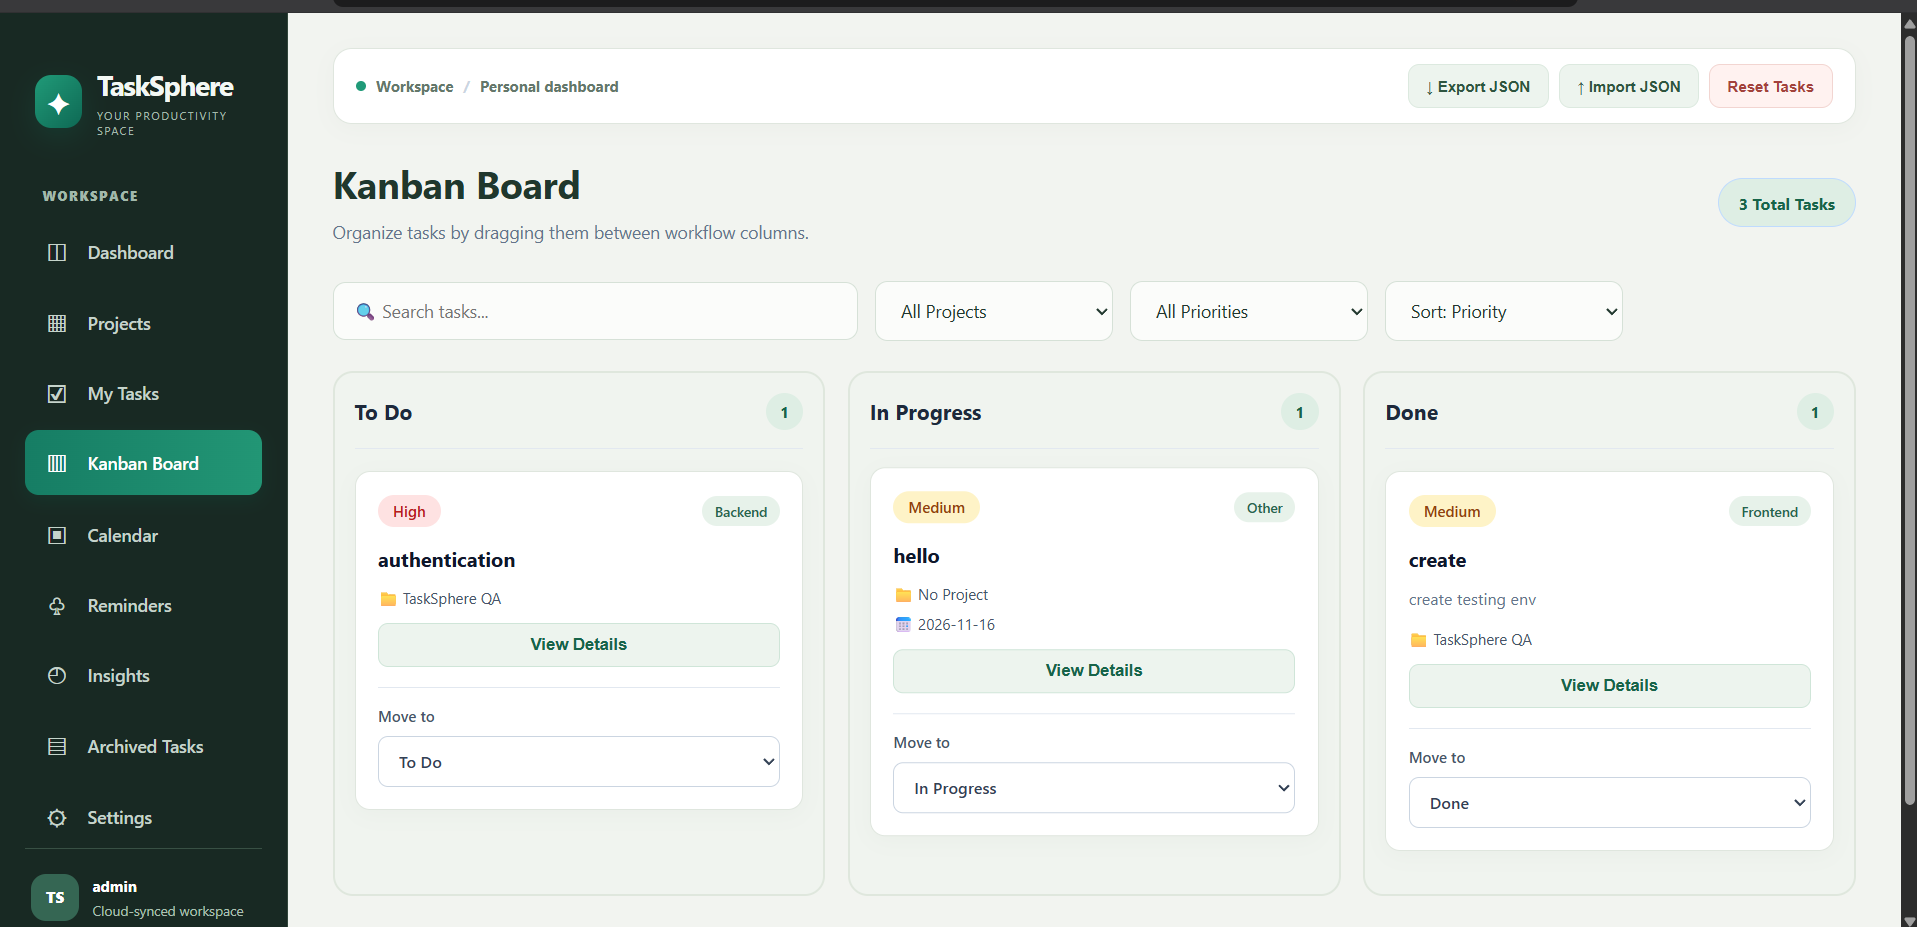 TaskSphere
YOUR PRODUCTIVITY
SPACE
WORKSPACE
Dashboard
Projects
My Tasks
Kanban Board
Calendar
Reminders
Insights
Archived Tasks
Settings
TS
admin
Cloud-synced workspace
Workspace / Personal dashboard
↓ Export JSON
↑ Import JSON
Reset Tasks
Kanban Board
Organize tasks by dragging them between workflow columns.
3 Total Tasks
Search tasks...
All Projects
All Priorities
Sort: Priority
To Do
1
High
Backend
authentication
TaskSphere QA
View Details
Move to
To Do
In Progress
1
Medium
Other
hello
No Project
2026-11-16
View Details
Move to
In Progress
Done
1
Medium
Frontend
create
create testing env
TaskSphere QA
View Details
Move to
Done